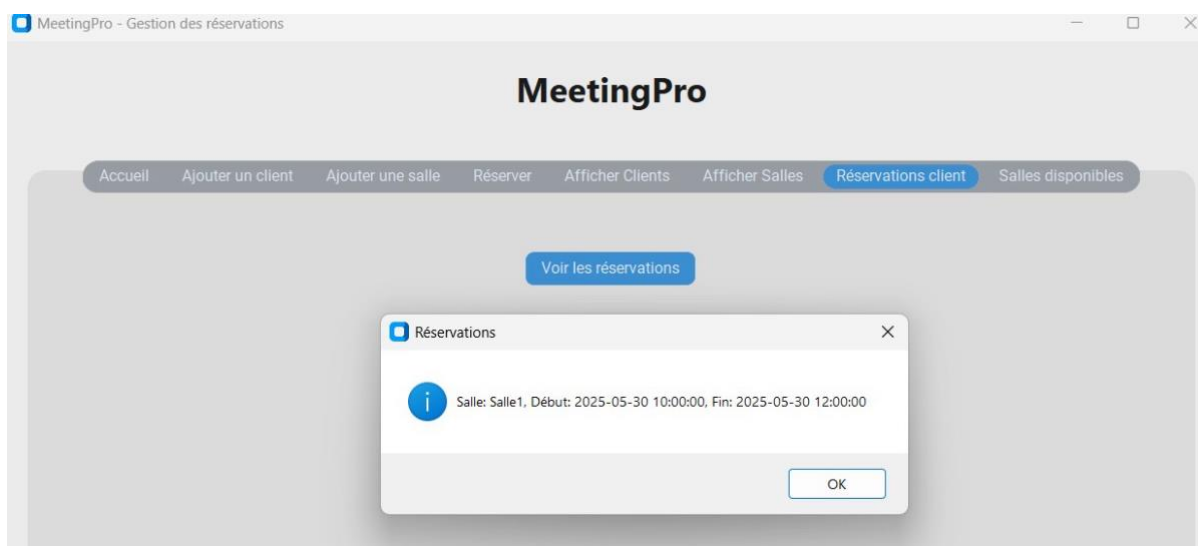 MeetingPro - Gestion des réservations
MeetingPro
Accueil Ajouter un client Ajouter une salle Réserver Afficher Clients Afficher Salles Réservations client Salles disponibles
Voir les réservations
Réservations
Salle: Salle1, Début: 2025-05-30 10:00:00, Fin: 2025-05-30 12:00:00
OK